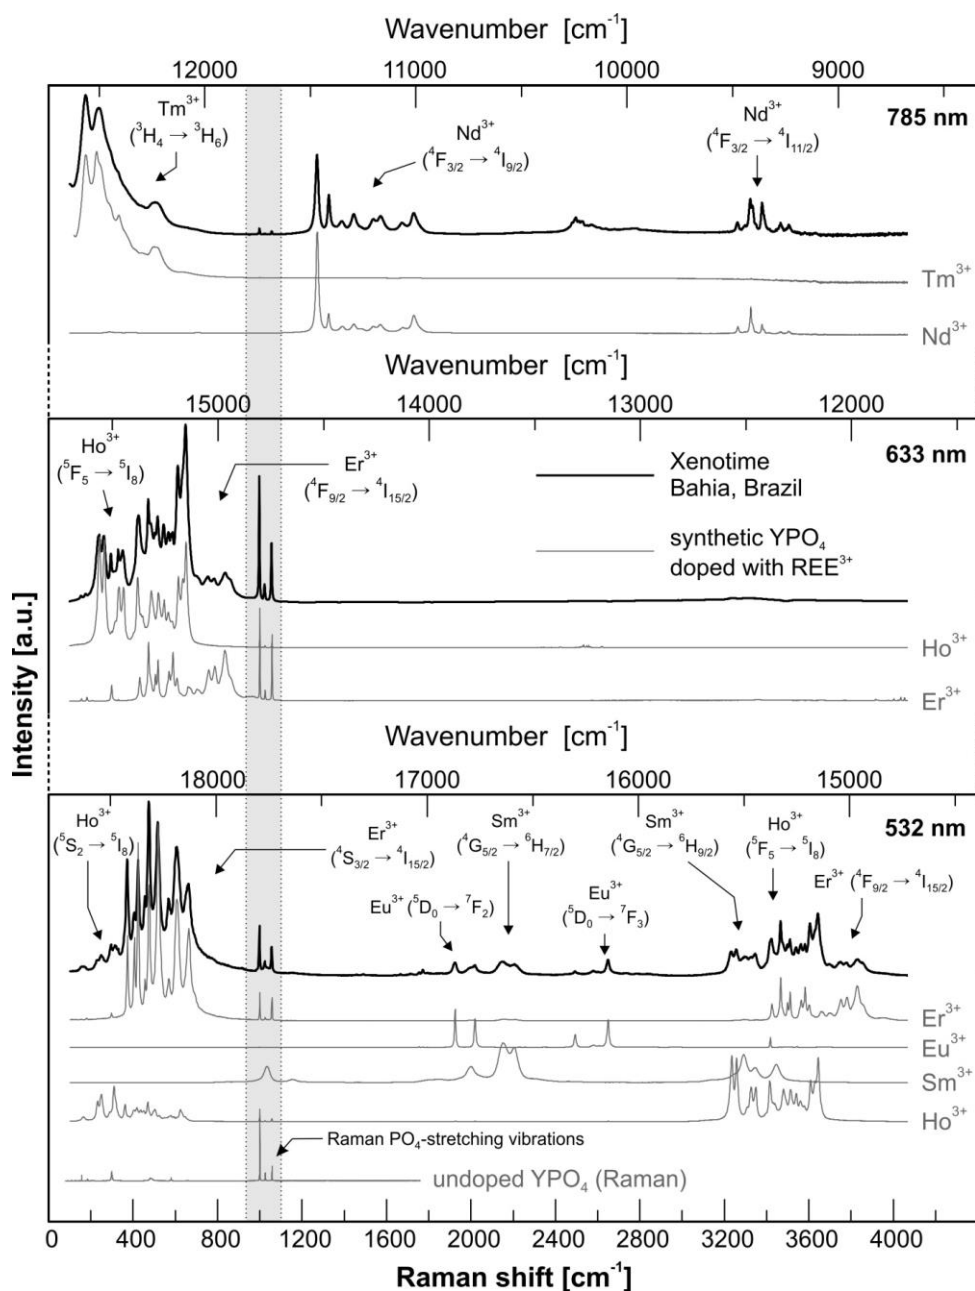 Wavenumber [cm⁻¹]
12000 11000 10000 9000
785 nm
Tm³⁺
(³H₄ → ³H₆)
Nd³⁺
(⁴F₃/₂ → ⁴I₉/₂)
Nd³⁺
(⁴F₃/₂ → ⁴I₁₁/₂)
Tm³⁺
Nd³⁺
Wavenumber [cm⁻¹]
15000 14000 13000 12000
633 nm
Ho³⁺
(⁵F₅ → ⁵I₈)
Er³⁺
(⁴F₉/₂ → ⁴I₁₅/₂)
Xenotime
Bahia, Brazil
synthetic YPO₄
doped with REE³⁺
Ho³⁺
Er³⁺
Intensity [a.u.]
Wavenumber [cm⁻¹]
18000 17000 16000 15000
532 nm
Ho³⁺
(⁵S₂ → ⁵I₈)
Er³⁺
(⁴S₃/₂ → ⁴I₁₅/₂)
Sm³⁺
(⁴G₅/₂ → ⁶H₇/₂)
Eu³⁺ (⁵D₀ → ⁷F₂)
Eu³⁺
(⁵D₀ → ⁷F₃)
Sm³⁺
(⁴G₅/₂ → ⁶H₉/₂)
Ho³⁺
(⁵F₅ → ⁵I₈)
Er³⁺ (⁴F₉/₂ → ⁴I₁₅/₂)
Er³⁺
Eu³⁺
Sm³⁺
Ho³⁺
Raman PO₄-stretching vibrations
undoped YPO₄ (Raman)
0 400 800 1200 1600 2000 2400 2800 3200 3600 4000
Raman shift [cm⁻¹]